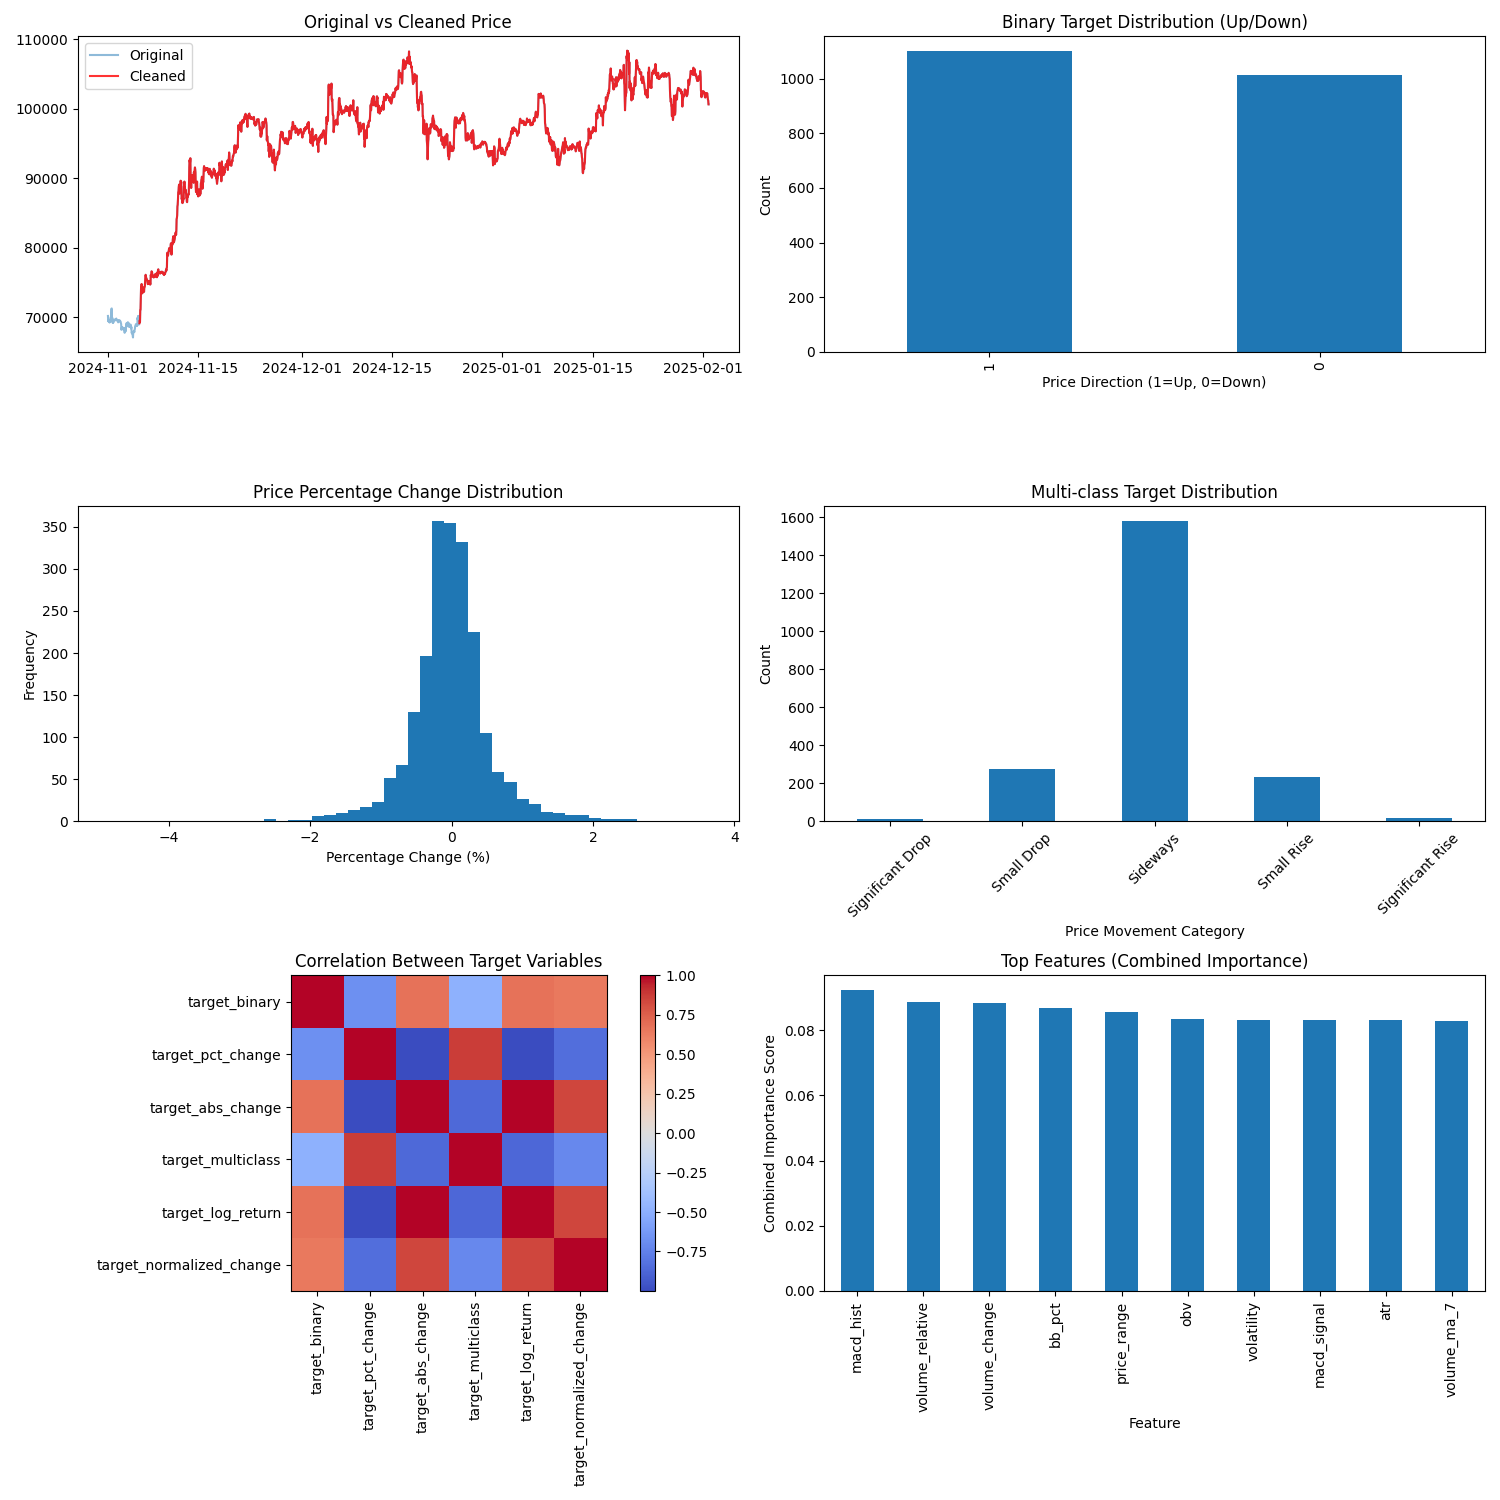 Original vs Cleaned Price
110000
100000
90000
80000
70000
Original
Cleaned
2024-11-01 2024-11-15 2024-12-01 2024-12-15 2025-01-01 2025-01-15 2025-02-01
Binary Target Distribution (Up/Down)
Count
1000
800
600
400
200
0
1 0
Price Direction (1=Up, 0=Down)
Price Percentage Change Distribution
Frequency
350
300
250
200
150
100
50
0
−4 −2 0 2 4
Percentage Change (%)
Multi-class Target Distribution
Count
1600
1400
1200
1000
800
600
400
200
0
Significant Drop
Small Drop
Sideways
Small Rise
Significant Rise
Price Movement Category
Correlation Between Target Variables
target_binary
target_pct_change
target_abs_change
target_multiclass
target_log_return
target_normalized_change
target_binary
target_pct_change
target_abs_change
target_multiclass
target_log_return
target_normalized_change
1.00
0.75
0.50
0.25
0.00
−0.25
−0.50
−0.75
Top Features (Combined Importance)
Combined Importance Score
0.08
0.06
0.04
0.02
0.00
macd_hist
volume_relative
volume_change
bb_pct
price_range
obv
volatility
macd_signal
atr
volume_ma_7
Feature